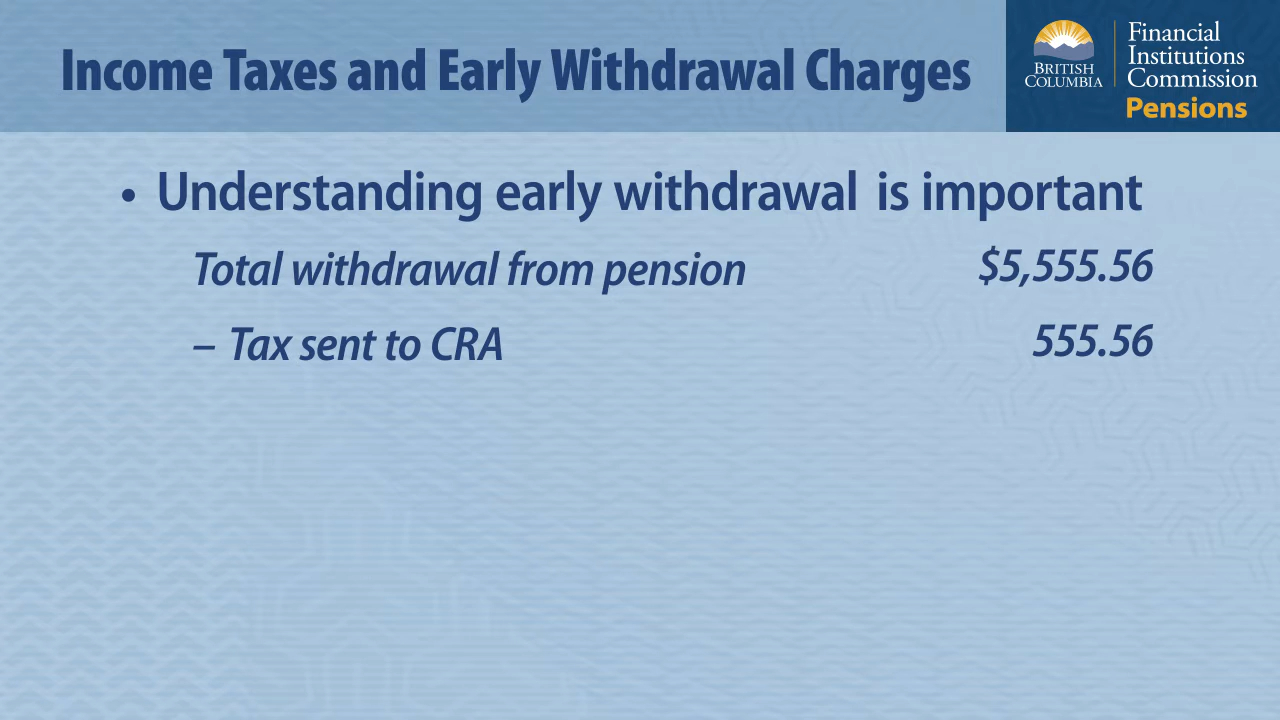 Income Taxes and Early Withdrawal Charges
BRITISH
COLUMBIA
Financial
Institutions
Commission
Pensions
• Understanding early withdrawal is important
Total withdrawal from pension $5,555.56
– Tax sent to CRA 555.56